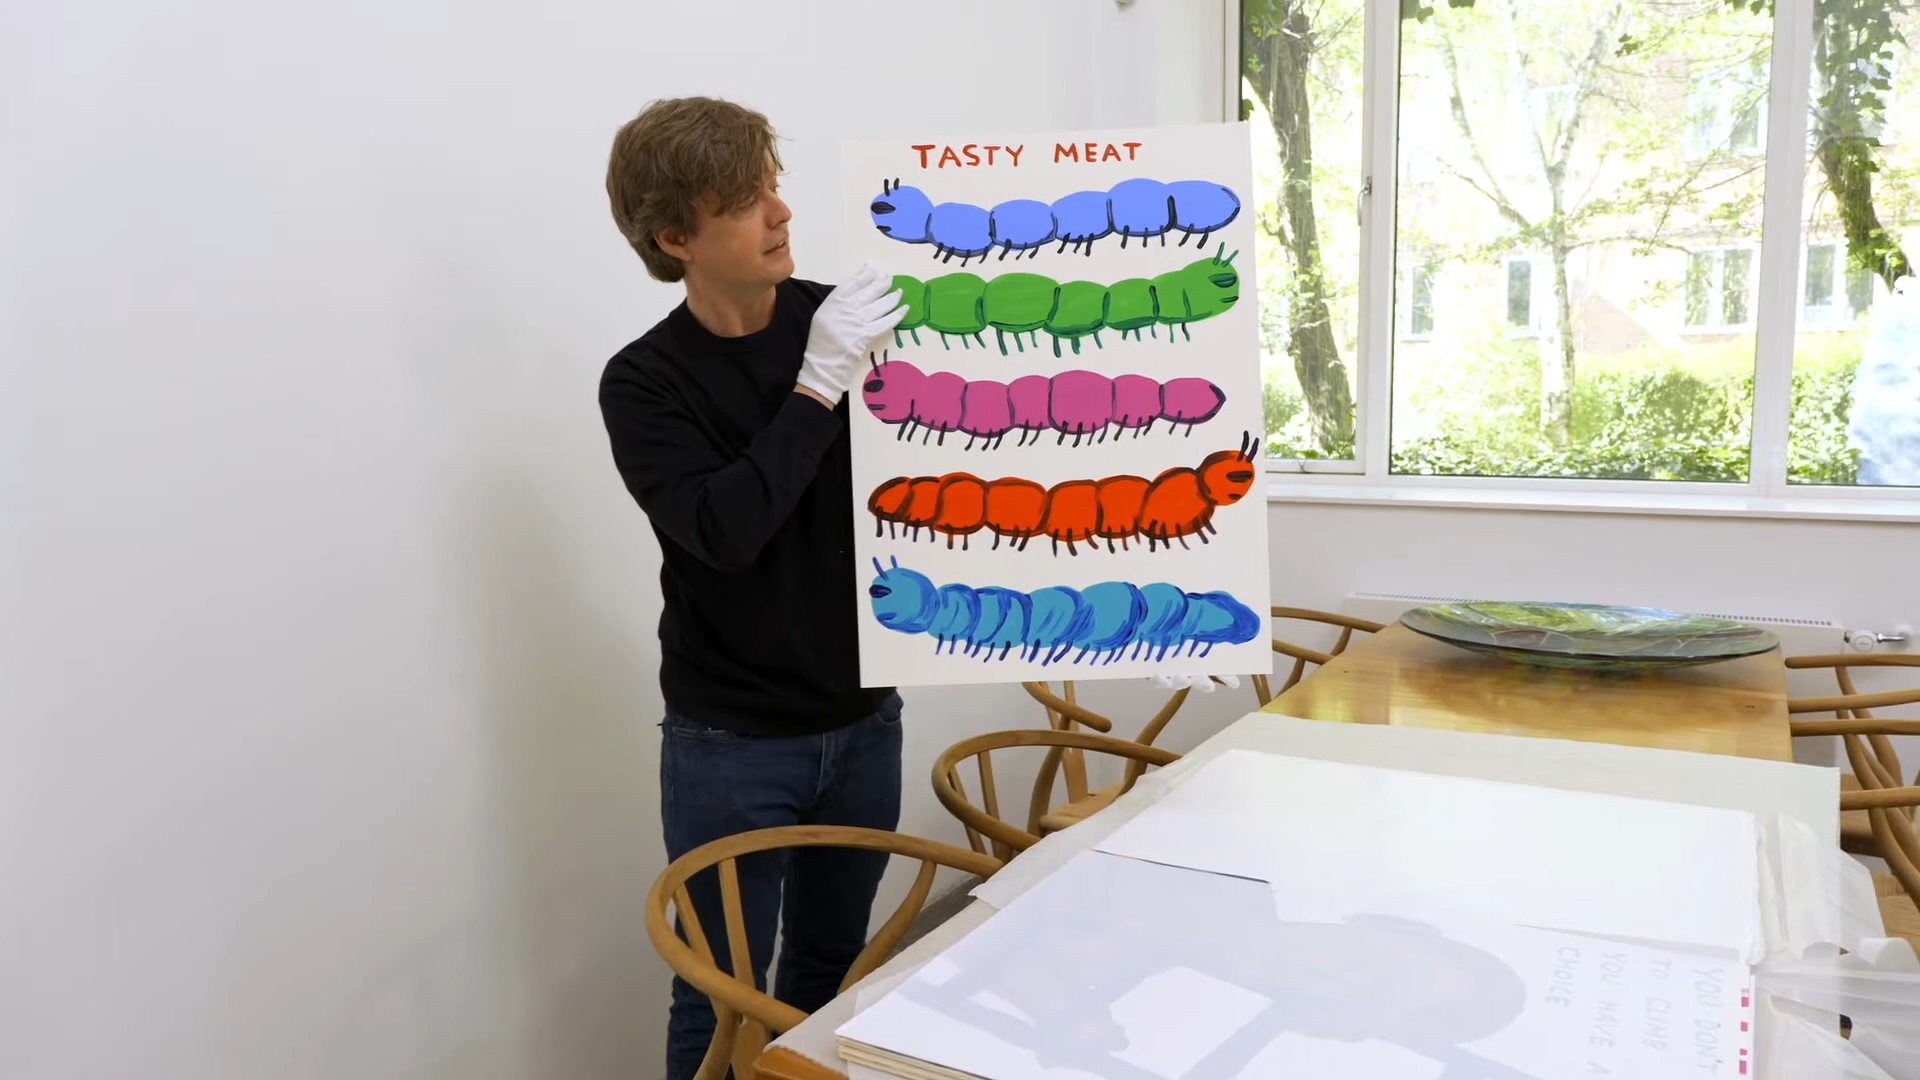 TASTY MEAT
YOU DON'T
TO CLIMB
YOU HAVE A
CHOICE